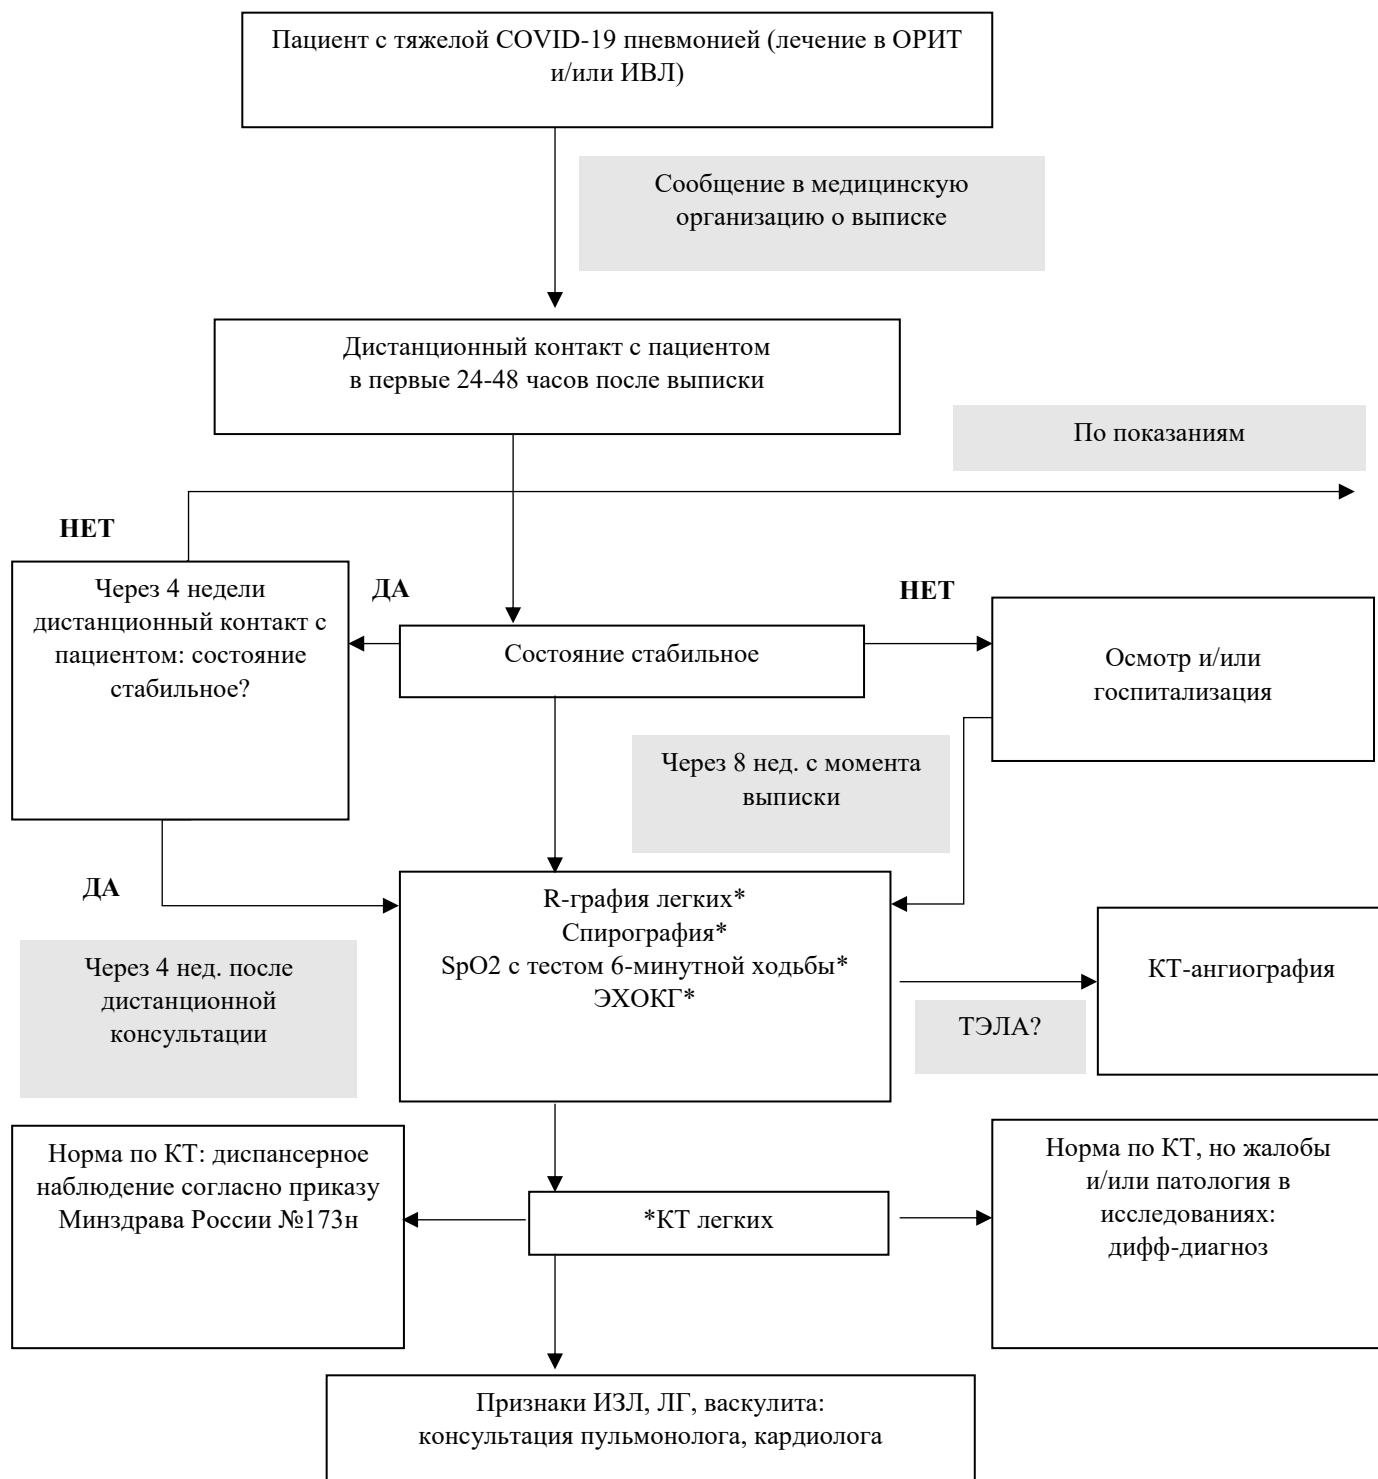 Пациент с тяжелой COVID-19 пневмонией (лечение в ОРИТ
и/или ИВЛ)
Сообщение в медицинскую
организацию о выписке
Дистанционный контакт с пациентом
в первые 24-48 часов после выписки
По показаниям
НЕТ
Через 4 недели
дистанционный контакт с
пациентом: состояние
стабильное?
ДА
Состояние стабильное
НЕТ
Осмотр и/или
госпитализация
Через 8 нед. с момента
выписки
ДА
Через 4 нед. после
дистанционной
консультации
R-графия легких*
Спирография*
SpO2 с тестом 6-минутной ходьбы*
ЭХОКГ*
ТЭЛА?
КТ-ангиография
Норма по КТ: диспансерное
наблюдение согласно приказу
Минздрава России №173н
*КТ легких
Норма по КТ, но жалобы
и/или патология в
исследованиях:
дифф-диагноз
Признаки ИЗЛ, ЛГ, васкулита:
консультация пульмонолога, кардиолога